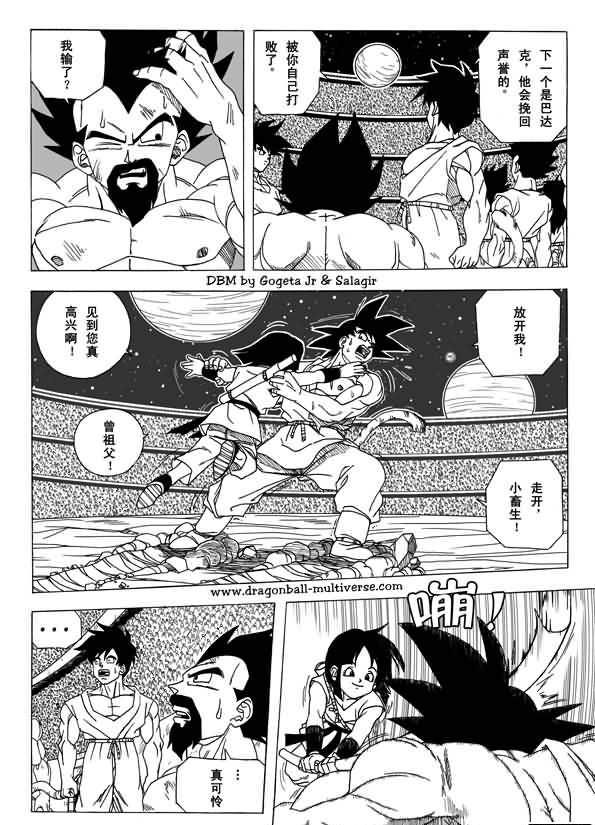 我输了？
被你自己打
败了。
下一个是巴达
克，他会挽回
声誉的。
DBM by Gogeta Jr & Salagir
见到您真
高兴啊！
曾祖父！
放开我！
走开，
小畜生！
www.dragonball-multiverse.com
...
…
真可怜
嘣！